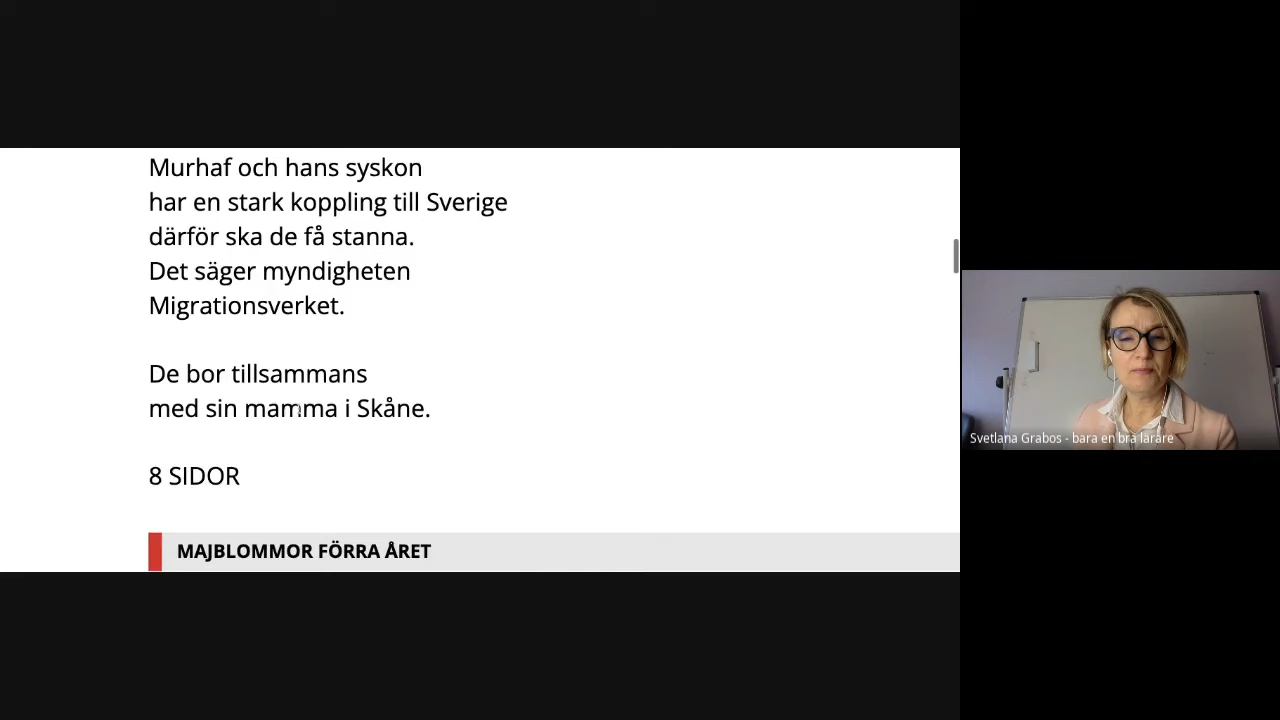 Murhaf och hans syskon
har en stark koppling till Sverige
därför ska de få stanna.
Det säger myndigheten
Migrationsverket.
De bor tillsammans
med sin mamma i Skåne.
8 SIDOR
MAJBLOMMOR FÖRRA ÅRET
Svetlana Grabos - bara en bra lärare